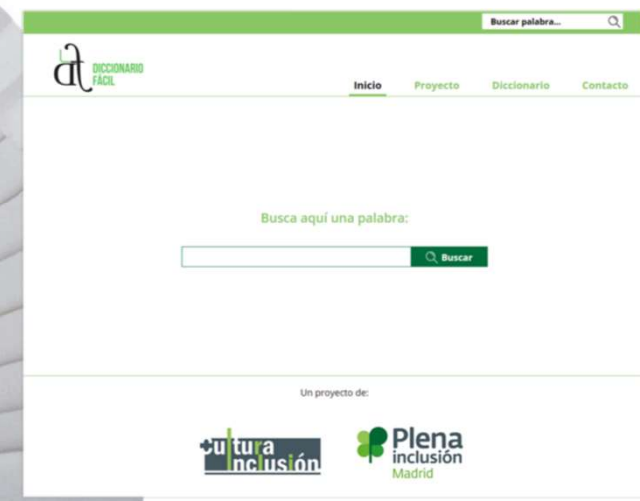 Buscar palabra...
DICCIONARIO
FÁCIL
Inicio Proyecto Diccionario Contacto
Busca aquí una palabra:
Buscar
Un proyecto de:
+ultura
inclusión
Plena
inclusión
Madrid